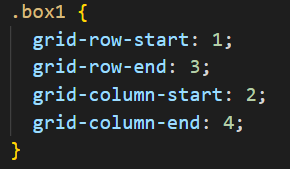 .box1 {
  grid-row-start: 1;
  grid-row-end: 3;
  grid-column-start: 2;
  grid-column-end: 4;
}